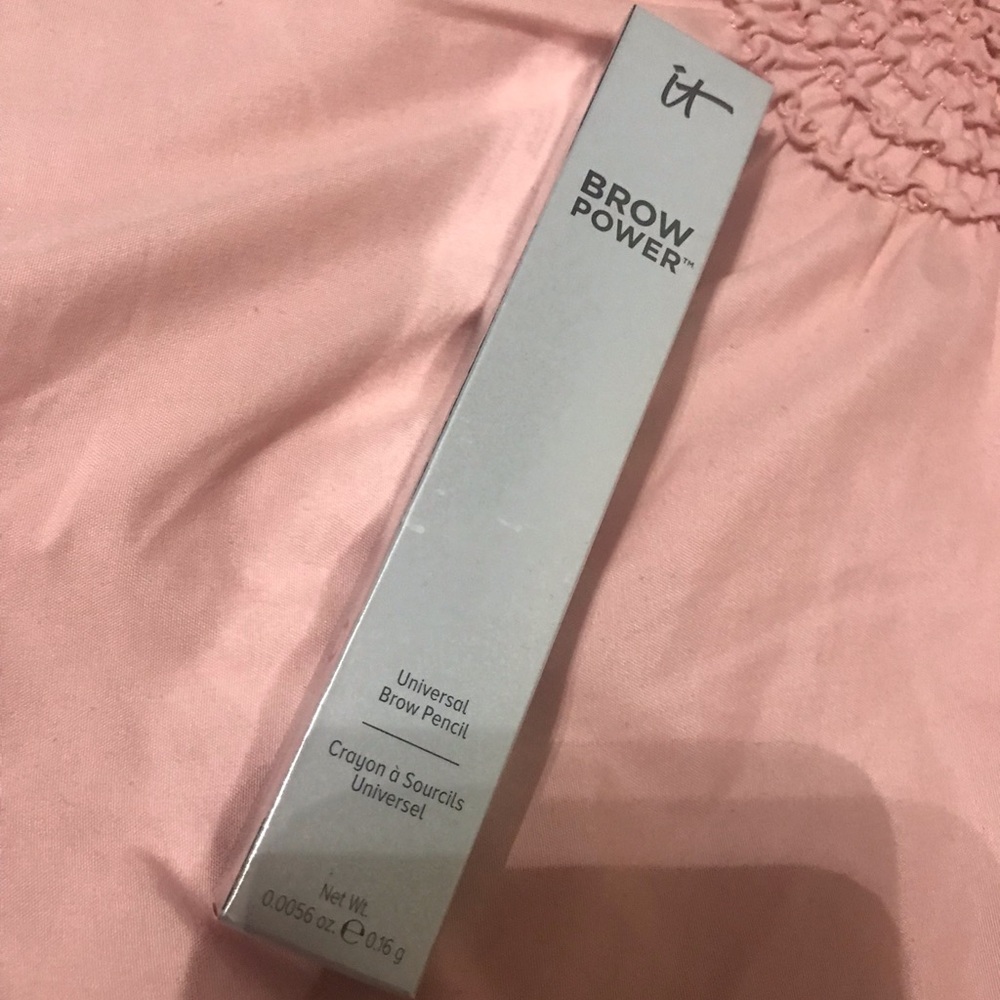 it
BROW
POWER™
Universal
Brow Pencil
Crayon à Sourcils
Universel
Net Wt.
0.0056 oz. ℮ 0.16 g